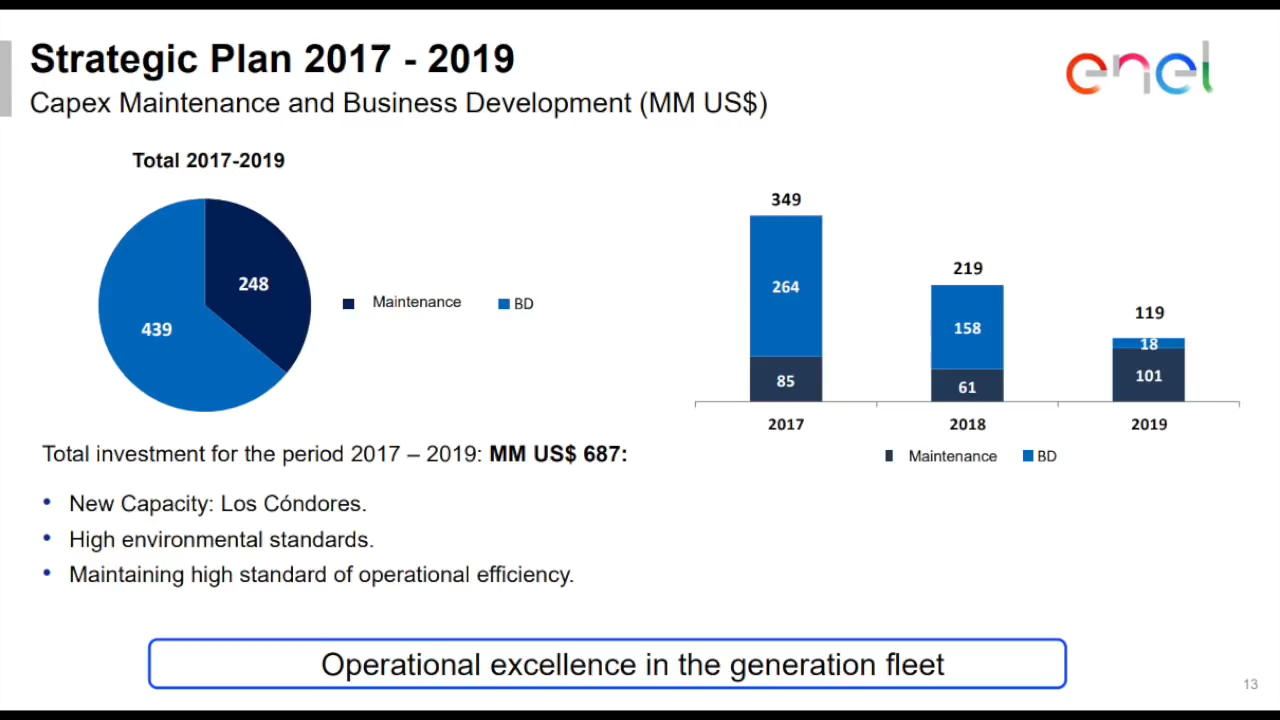 Strategic Plan 2017 - 2019
Capex Maintenance and Business Development (MM US$)
enel
Total 2017-2019
248
439
Maintenance
BD
349
264
85
219
158
61
119
18
101
2017
2018
2019
Maintenance
BD
Total investment for the period 2017 – 2019: MM US$ 687:
• New Capacity: Los Cóndores.
• High environmental standards.
• Maintaining high standard of operational efficiency.
Operational excellence in the generation fleet
13